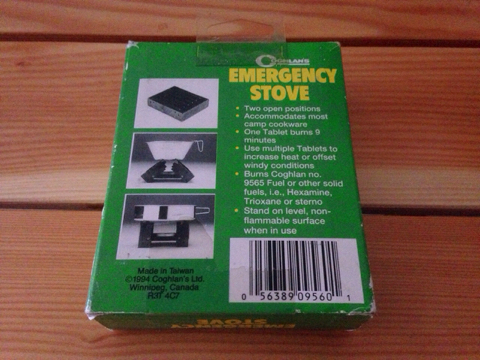 COGHLAN'S
EMERGENCY
STOVE
• Two open positions
• Accommodates most
camp cookware
• One Tablet burns 9
minutes
• Use multiple Tablets to
increase heat or offset
windy conditions
• Burns Coghlan no.
9565 Fuel or other solid
fuels, i.e., Hexamine,
Trioxane or sterno
• Stand on level, non-
flammable surface
when in use
Made in Taiwan
©1994 Coghlan's Ltd.
Winnipeg, Canada
R3T 4C7
0 56389 09560 1
EMERGENCY
STOVE